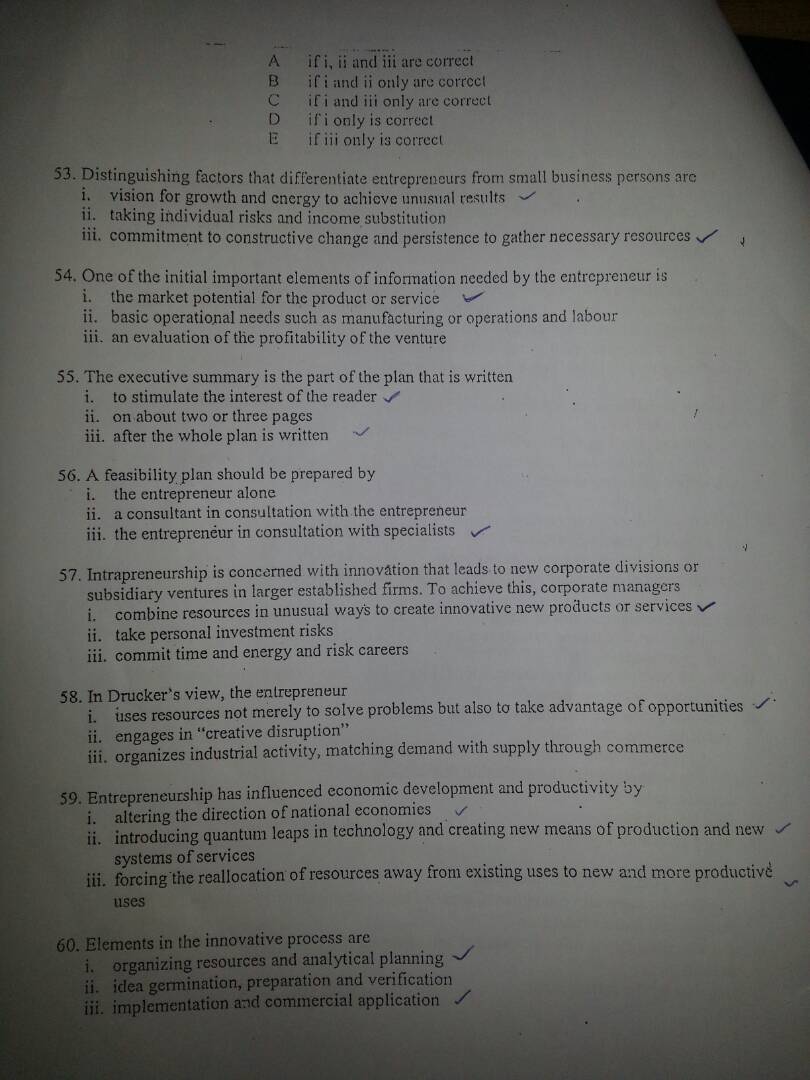 A if i, ii and iii are correct
B if i and ii only are correct
C if i and iii only are correct
D if i only is correct
E if iii only is correct
53. Distinguishing factors that differentiate entrepreneurs from small business persons are
i. vision for growth and energy to achieve unusual results
ii. taking individual risks and income substitution
iii. commitment to constructive change and persistence to gather necessary resources
54. One of the initial important elements of information needed by the entrepreneur is
i. the market potential for the product or service
ii. basic operational needs such as manufacturing or operations and labour
iii. an evaluation of the profitability of the venture
55. The executive summary is the part of the plan that is written
i. to stimulate the interest of the reader
ii. on about two or three pages
iii. after the whole plan is written
56. A feasibility plan should be prepared by
i. the entrepreneur alone
ii. a consultant in consultation with the entrepreneur
iii. the entrepreneur in consultation with specialists
57. Intrapreneurship is concerned with innovation that leads to new corporate divisions or
subsidiary ventures in larger established firms. To achieve this, corporate managers
i. combine resources in unusual ways to create innovative new products or services
ii. take personal investment risks
iii. commit time and energy and risk careers
58. In Drucker's view, the entrepreneur
i. uses resources not merely to solve problems but also to take advantage of opportunities
ii. engages in "creative disruption"
iii. organizes industrial activity, matching demand with supply through commerce
59. Entrepreneurship has influenced economic development and productivity by
i. altering the direction of national economies
ii. introducing quantum leaps in technology and creating new means of production and new
systems of services
iii. forcing the reallocation of resources away from existing uses to new and more productive
uses
60. Elements in the innovative process are
i. organizing resources and analytical planning
ii. idea germination, preparation and verification
iii. implementation and commercial application